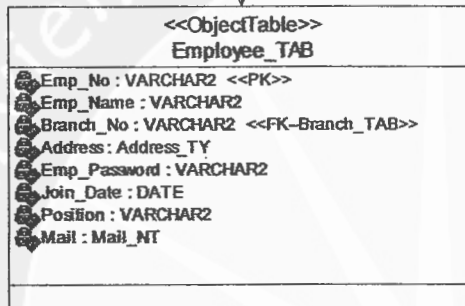 <<ObjectTable>>
Employee_TAB
Emp_No : VARCHAR2 <<PK>>
Emp_Name : VARCHAR2
Branch_No : VARCHAR2 <<FK-Branch_TAB>>
Address : Address_TY
Emp_Password : VARCHAR2
Join_Date : DATE
Position : VARCHAR2
Mail : Mail_NT